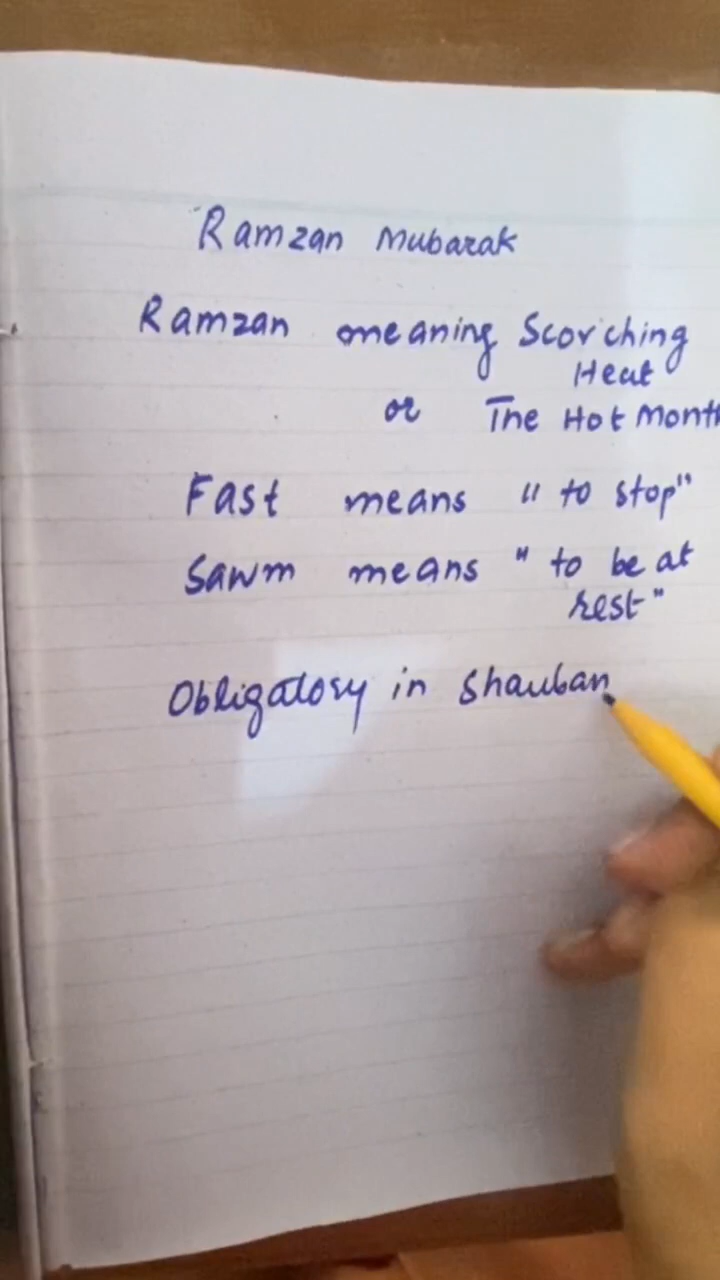 Ramzan Mubarak
Ramzan meaning Scorching
Heat
or The Hot Month
Fast means "to stop"
Sawm means "to be at
rest"
Obligatory in Shauban